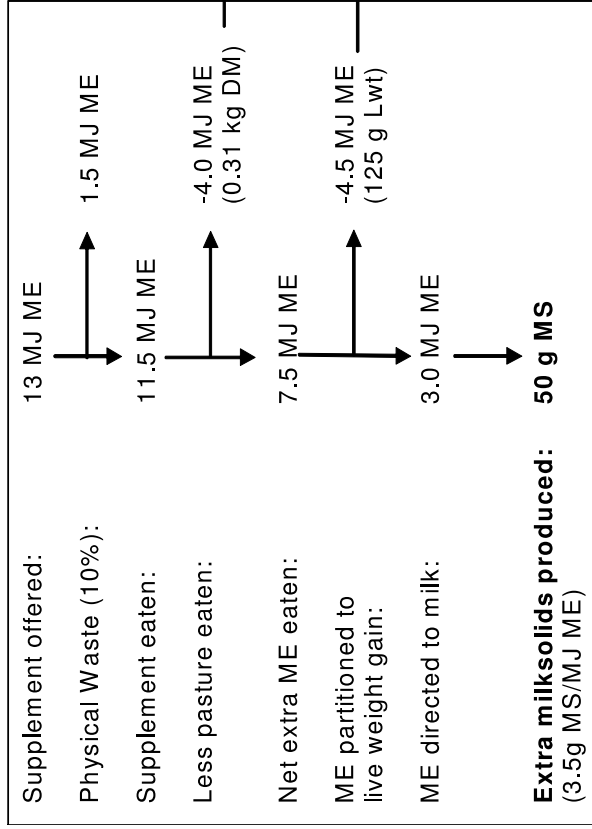 Supplement offered: 13 MJ ME
Physical Waste (10%): 1.5 MJ ME
Supplement eaten: 11.5 MJ ME
Less pasture eaten: -4.0 MJ ME
(0.31 kg DM)
Net extra ME eaten: 7.5 MJ ME
ME partitioned to -4.5 MJ ME
live weight gain: (125 g Lwt)
ME directed to milk: 3.0 MJ ME
Extra milksolids produced: 50 g MS
(3.5g MS/MJ ME)